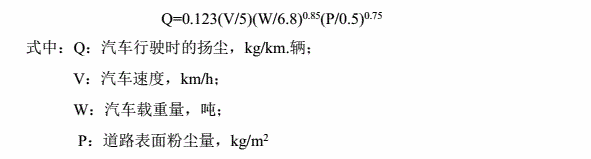 Q=0.123(V/5)(W/6.8)^0.85(P/0.5)^0.75
式中：Q：汽车行驶时的扬尘，kg/km.辆；
V：汽车速度，km/h；
W：汽车载重量，吨；
P：道路表面粉尘量，kg/m²